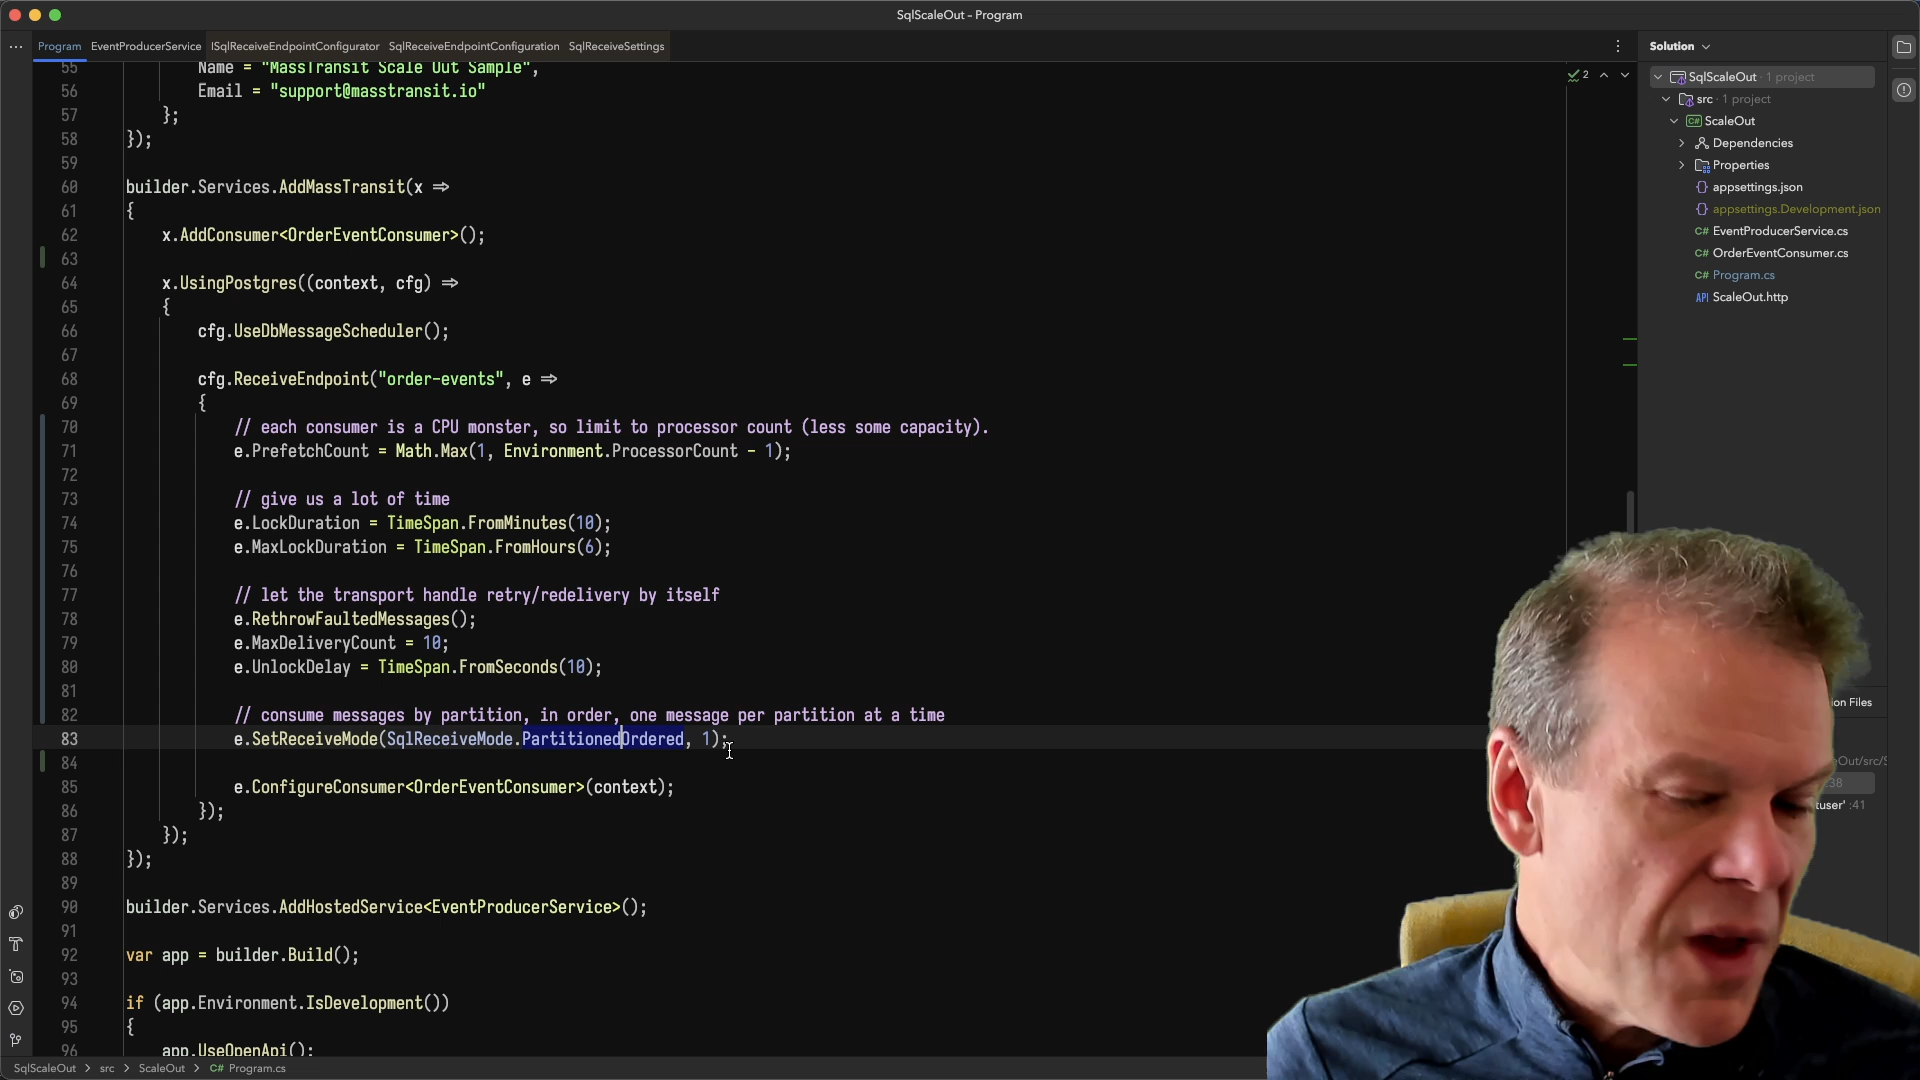 SqlScaleOut – Program
Program EventProducerService ISqlReceiveEndpointConfigurator SqlReceiveEndpointConfiguration SqlReceiveSettings
Solution
2
55 Name = "MassTransit Scale Out Sample",
56 Email = "support@masstransit.io"
57 };
58 });
59
60 builder.Services.AddMassTransit(x =>
61 {
62 x.AddConsumer<OrderEventConsumer>();
63
64 x.UsingPostgres((context, cfg) =>
65 {
66 cfg.UseDbMessageScheduler();
67
68 cfg.ReceiveEndpoint("order-events", e =>
69 {
70 // each consumer is a CPU monster, so limit to processor count (less some capacity).
71 e.PrefetchCount = Math.Max(1, Environment.ProcessorCount - 1);
72
73 // give us a lot of time
74 e.LockDuration = TimeSpan.FromMinutes(10);
75 e.MaxLockDuration = TimeSpan.FromHours(6);
76
77 // let the transport handle retry/redelivery by itself
78 e.RethrowFaultedMessages();
79 e.MaxDeliveryCount = 10;
80 e.UnlockDelay = TimeSpan.FromSeconds(10);
81
82 // consume messages by partition, in order, one message per partition at a time
83 e.SetReceiveMode(SqlReceiveMode.PartitionedOrdered, 1);
84
85 e.ConfigureConsumer<OrderEventConsumer>(context);
86 });
87 });
88 });
89
90 builder.Services.AddHostedService<EventProducerService>();
91
92 var app = builder.Build();
93
94 if (app.Environment.IsDevelopment())
95 {
96 app.UseOpenApi();
SqlScaleOut · 1 project
src · 1 project
C# ScaleOut
Dependencies
Properties
{} appsettings.json
{} appsettings.Development.json
C# EventProducerService.cs
C# OrderEventConsumer.cs
C# Program.cs
API ScaleOut.http
ion Files
Out/src/S
:38
tuser' :41
SqlScaleOut > src > ScaleOut > C# Program.cs